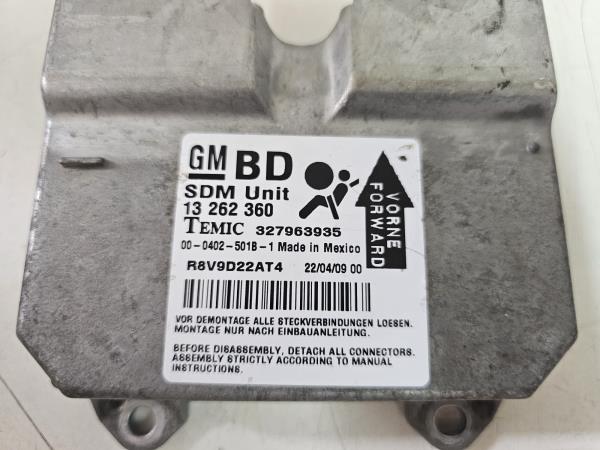 GM BD
SDM Unit
13 262 360
TEMIC 327963935
00-0402-501B-1 Made in Mexico
R8V9D22AT4 22/04/09 00
VORNE
FORWARD
VOR DEMONTAGE ALLE STECKVERBINDUNGEN LOESEN.
MONTAGE NUR NACH EINBAUANLEITUNG.
BEFORE DISASSEMBLY, DETACH ALL CONNECTORS.
ASSEMBLY STRICTLY ACCORDING TO MANUAL
INSTRUCTIONS.